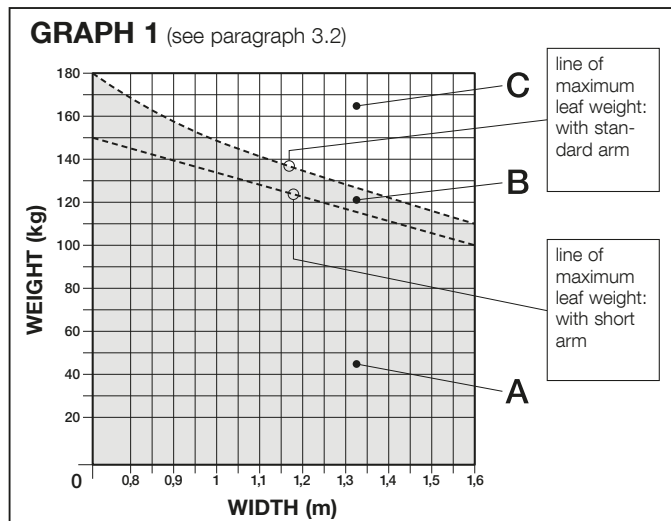 GRAPH 1 (see paragraph 3.2)
180
160
140
120
100
80
60
40
20
0
WEIGHT (kg)
0,8 0,9 1 1,1 1,2 1,3 1,4 1,5 1,6
WIDTH (m)
C
B
A
line of
maximum
leaf weight:
with stan-
dard arm
line of
maximum
leaf weight:
with short
arm